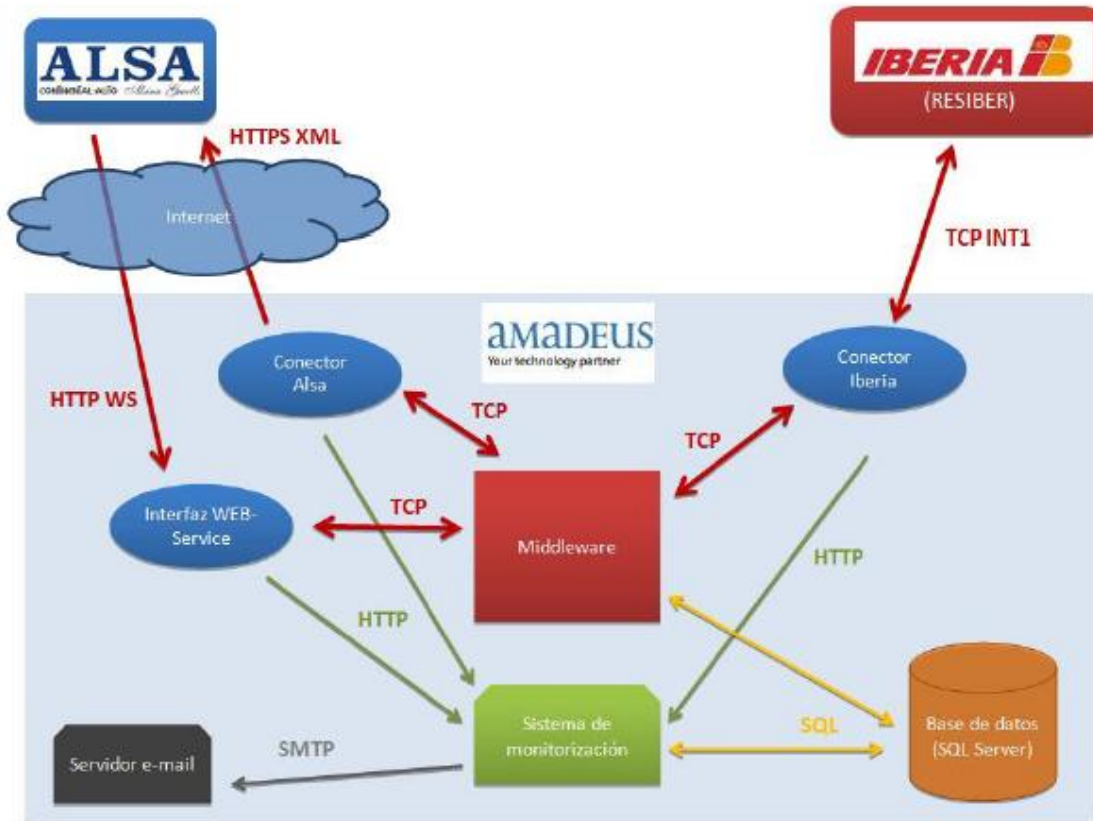 ALSA
IBERIA IB
(RESIBER)
HTTPS XML
Internet
TCP INT1
amadeus
Your technology partner
Conector
Alsa
Conector
Iberia
HTTP WS
TCP
TCP
Interfaz WEB-
Service
TCP
Middleware
HTTP
HTTP
Sistema de
monitorización
SQL
Base de datos
(SQL Server)
SMTP
Servidor e-mail